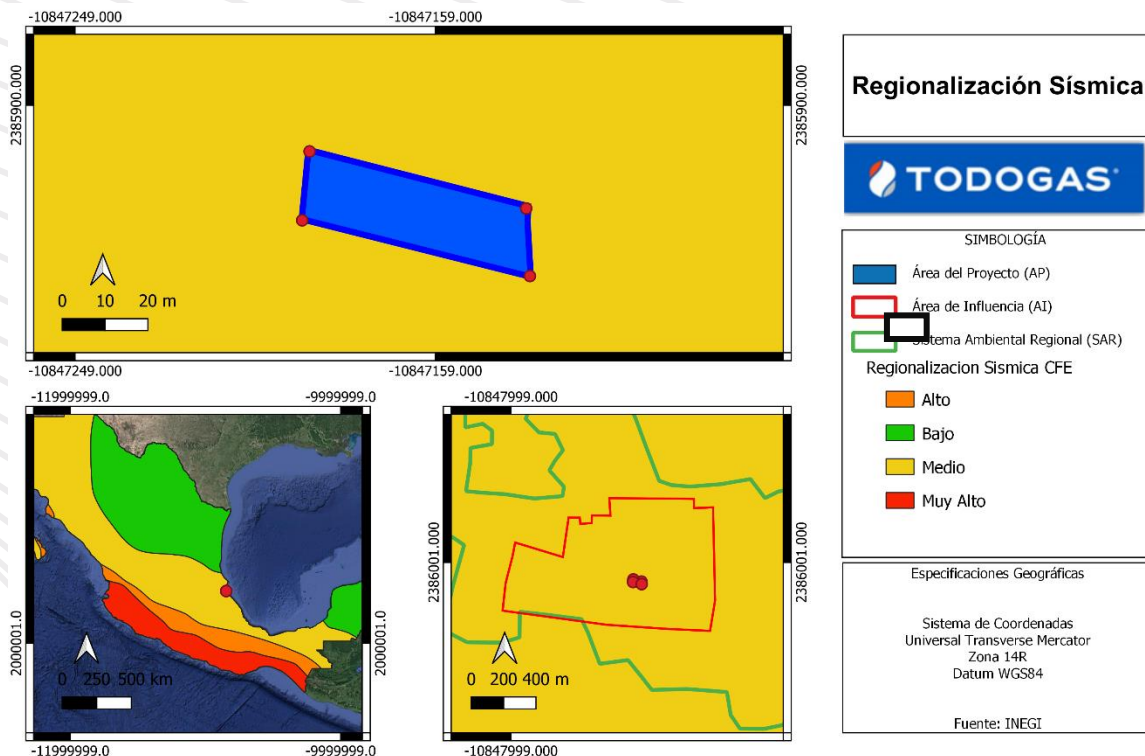 -10847249.000
-10847159.000
2385900.000
2385900.000
0 10 20 m
-10847249.000
-10847159.000
-11999999.0
-9999999.0
2000001.0
2000001.0
0 250 500 km
-11999999.0
-9999999.0
-10847999.000
2386001.000
2386001.000
0 200 400 m
-10847999.000
Regionalización Sísmica
TODOGAS
SIMBOLOGÍA
Área del Proyecto (AP)
Área de Influencia (AI)
Ambiental Regional (SAR)
Regionalizacion Sismica CFE
Alto
Bajo
Medio
Muy Alto
Especificaciones Geográficas
Sistema de Coordenadas
Universal Transverse Mercator
Zona 14R
Datum WGS84
Fuente: INEGI